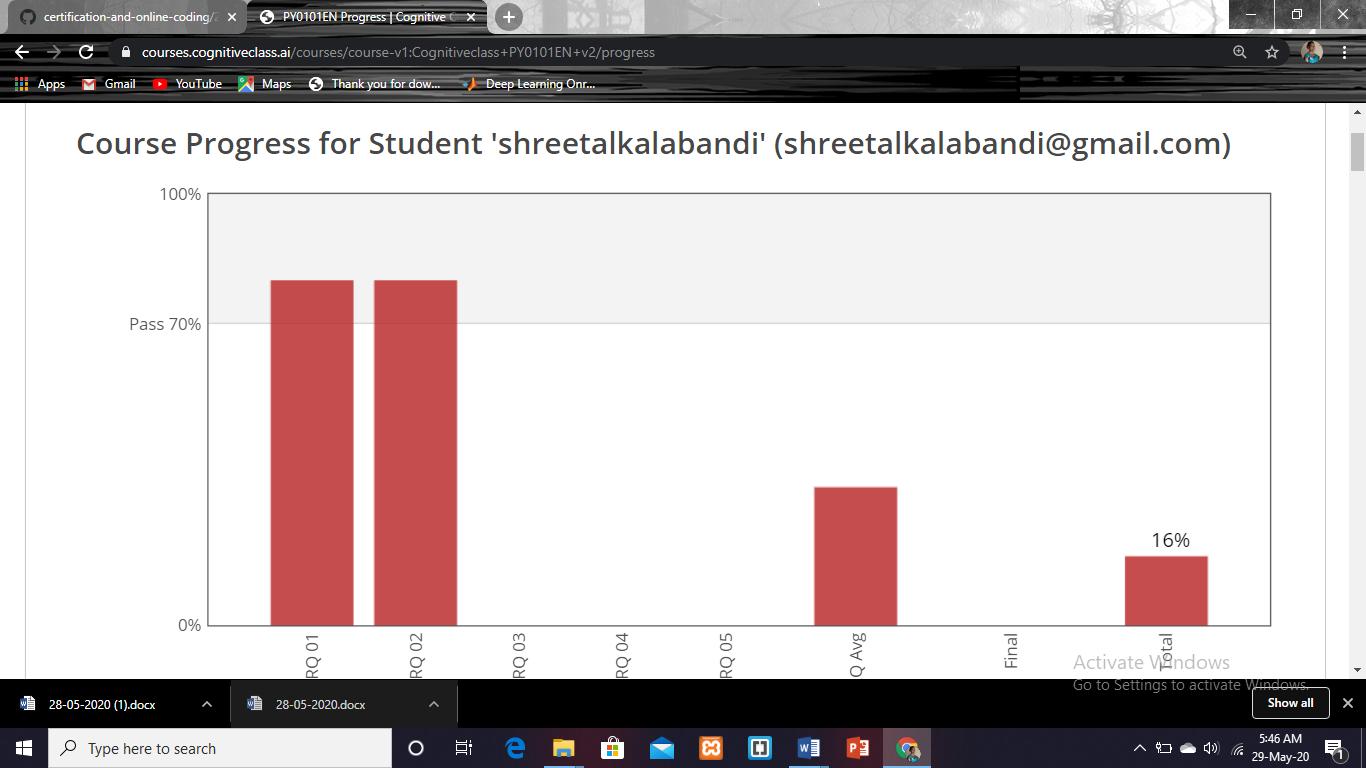 certification-and-online-coding/
PY0101EN Progress | Cognitive C
courses.cognitiveclass.ai/courses/course-v1:Cognitiveclass+PY0101EN+v2/progress
Apps
Gmail
YouTube
Maps
Thank you for dow...
Deep Learning Onr...
Course Progress for Student 'shreetalkalabandi' (shreetalkalabandi@gmail.com)
100%
Pass 70%
0%
16%
RQ 01
RQ 02
RQ 03
RQ 04
RQ 05
Q Avg
Final
Total
Activate Windows
Go to Settings to activate Windows.
28-05-2020 (1).docx
28-05-2020.docx
Show all
Type here to search
5:46 AM
29-May-20
1